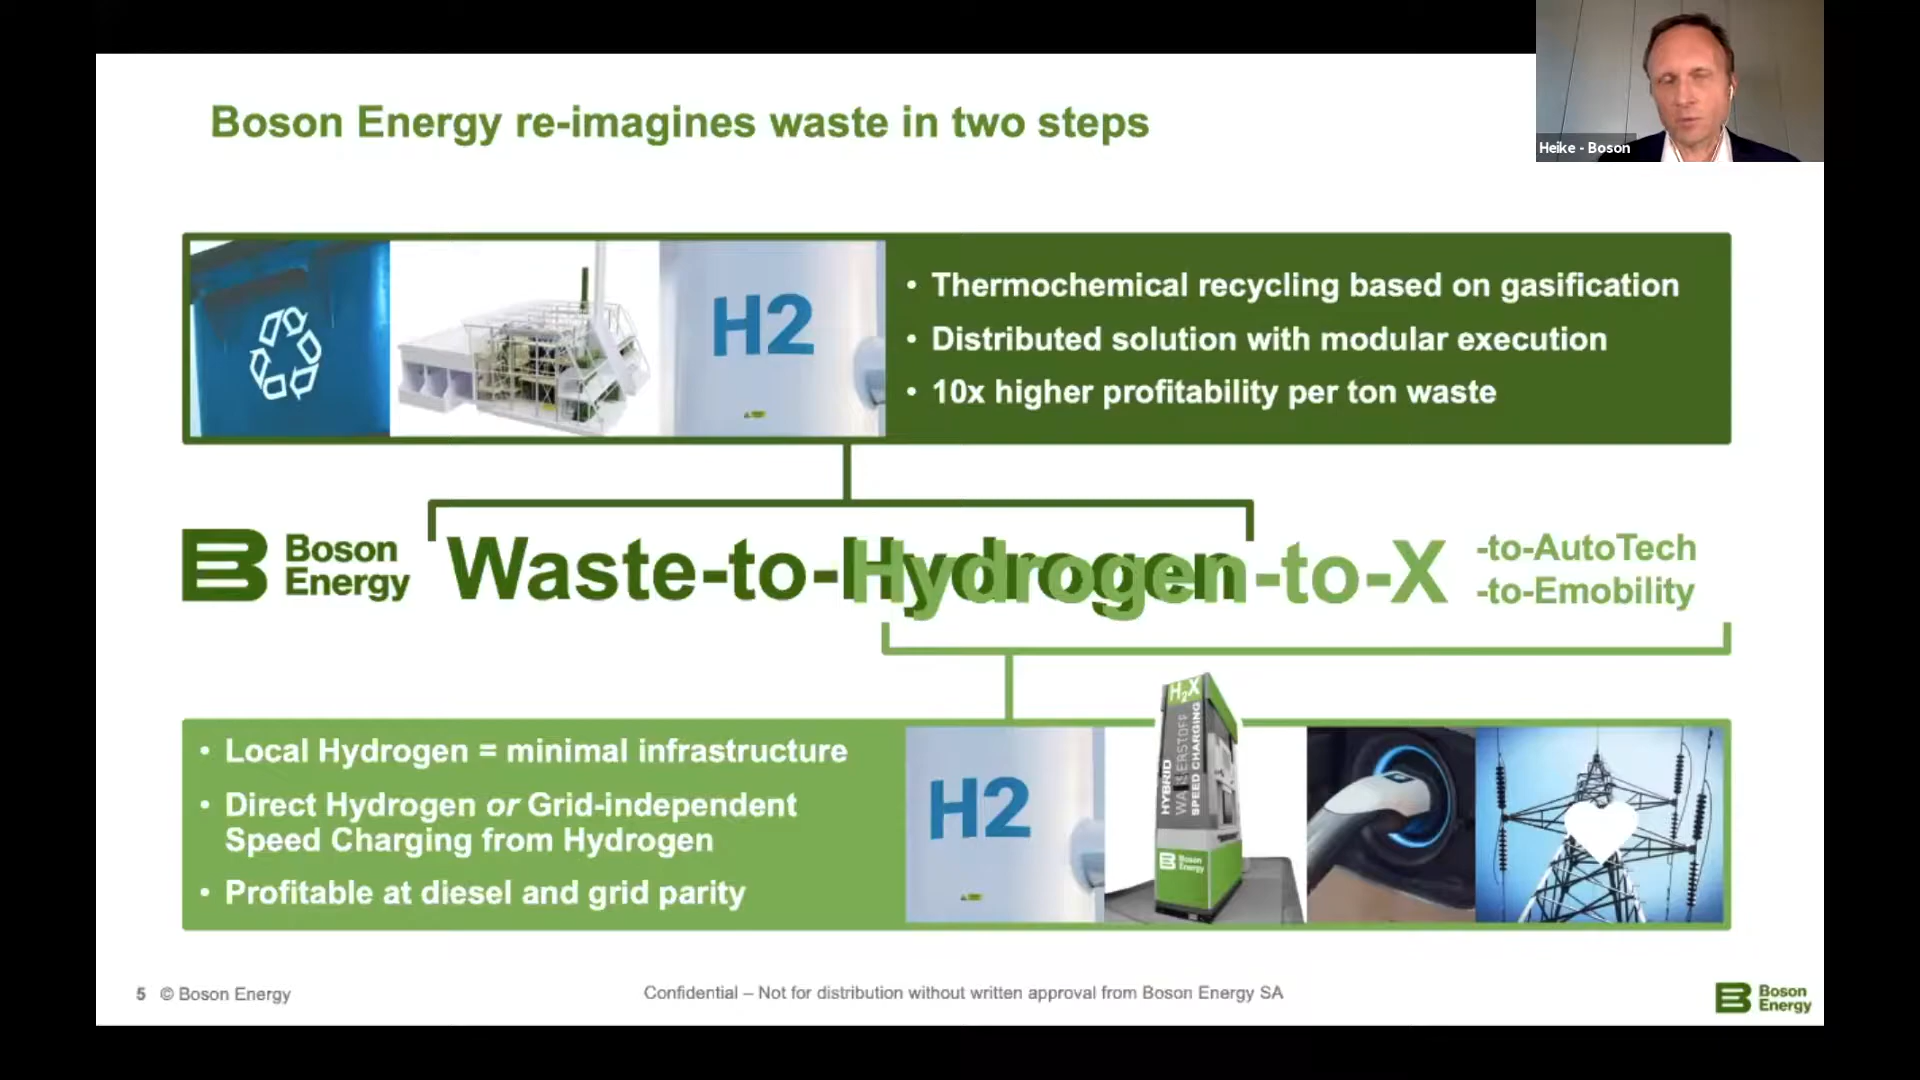 Heike - Boson
Boson Energy re-imagines waste in two steps
H2
• Thermochemical recycling based on gasification
• Distributed solution with modular execution
• 10x higher profitability per ton waste
Boson
Energy
Waste-to-Hydrogen
Hydrogen-to-X
-to-AutoTech
-to-Emobility
• Local Hydrogen = minimal infrastructure
• Direct Hydrogen or Grid-independent
Speed Charging from Hydrogen
• Profitable at diesel and grid parity
H2
H₂X
HYBRID
WASSERSTOFF
SPEED CHARGING
Boson
Energy
5 © Boson Energy
Confidential – Not for distribution without written approval from Boson Energy SA
Boson
Energy